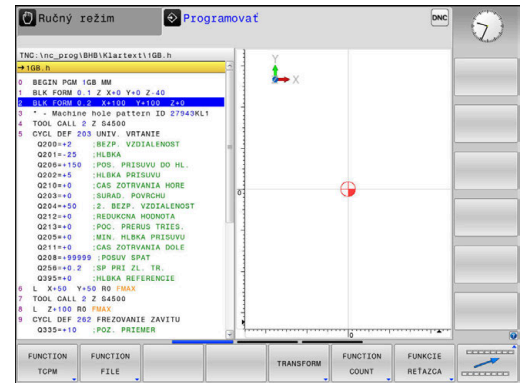 Ručný režim
Programovať
DNC
TNC:\nc_prog\BHB\Klartext\1GB.h
→1GB.h
0 BEGIN PGM 1GB MM
1 BLK FORM 0.1 Z X+0 Y+0 Z-40
2 BLK FORM 0.2 X+100 Y+100 Z+0
3 * - Machine hole pattern ID 27943KL1
4 TOOL CALL 2 Z S4500
5 CYCL DEF 203 UNIV. VRTANIE
Q200=+2 ;BEZP. VZDIALENOST
Q201=-25 ;HLBKA
Q206=+150 ;POS. PRISUVU DO HL.
Q202=+5 ;HLBKA PRISUVU
Q210=+0 ;CAS ZOTRVANIA HORE
Q203=+0 ;SURAD. POVRCHU
Q204=+50 ;2. BEZP. VZDIALENOST
Q212=+0 ;REDUKCNA HODNOTA
Q213=+0 ;POC. PRERUS TRIES.
Q205=+0 ;MIN. HLBKA PRISUVU
Q211=+0 ;CAS ZOTRVANIA DOLE
Q208=+99999 ;POSUV SPAT
Q256=+0.2 ;SP PRI ZL. TR.
Q395=+0 ;HLBKA REFERENCIE
6 L X+50 Y+50 R0 FMAX
7 TOOL CALL 2 Z S4500
8 L Z+100 R0 FMAX
9 CYCL DEF 262 FREZOVANIE ZAVITU
Q335=+10 ;POZ. PRIEMER
Y
X
0
0
FUNCTION TCPM
FUNCTION FILE
TRANSFORM
FUNCTION COUNT
FUNKCIE REŤAZCA